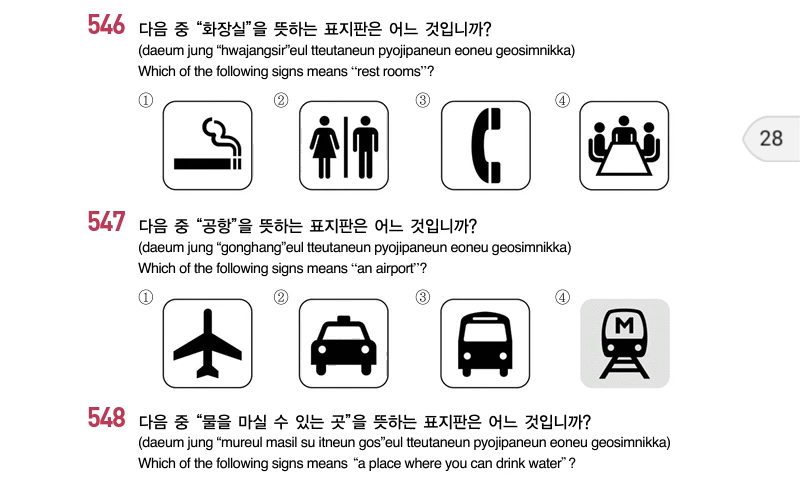 546 다음 중 “화장실”을 뜻하는 표지판은 어느 것입니까?
(daeum jung “hwajangsir”eul tteutaneun pyojipaneun eoneu geosimnikka)
Which of the following signs means “rest rooms”?
① ② ③ ④
28
547 다음 중 “공항”을 뜻하는 표지판은 어느 것입니까?
(daeum jung “gonghang”eul tteutaneun pyojipaneun eoneu geosimnikka)
Which of the following signs means “an airport”?
① ② ③ ④
M
548 다음 중 “물을 마실 수 있는 곳”을 뜻하는 표지판은 어느 것입니까?
(daeum jung “mureul masil su itneun gos”eul tteutaneun pyojipaneun eoneu geosimnikka)
Which of the following signs means “a place where you can drink water”?